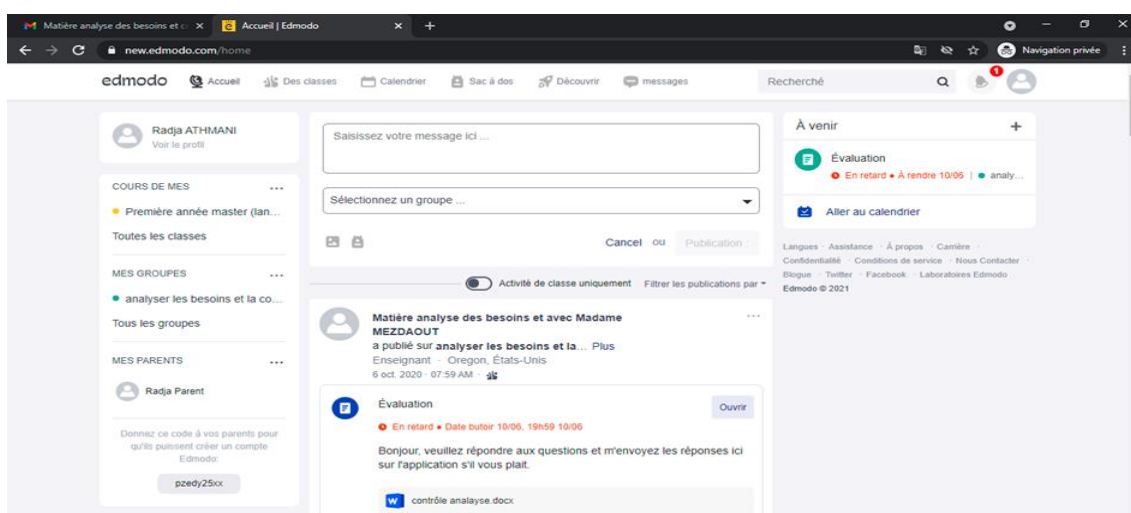 Matière analyse des besoins et c
Accueil | Edmodo
new.edmodo.com/home
Navigation privée
edmodo
Accueil
Des classes
Calendrier
Sac à dos
Découvrir
messages
Recherché
1
Radja ATHMANI
Voir le profil
COURS DE MES
Première année master (lan...
Toutes les classes
MES GROUPES
analyser les besoins et la co...
Tous les groupes
MES PARENTS
Radja Parent
Donnez ce code à vos parents pour
qu'ils puissent créer un compte
Edmodo:
pzedy25xx
Saisissez votre message ici ...
Sélectionnez un groupe ...
Cancel ou Publication :
Activité de classe uniquement
Filtrer les publications par
Matière analyse des besoins et avec Madame
MEZDAOUT
a publié sur analyser les besoins et la... Plus
Enseignant · Oregon, États-Unis
6 oct. 2020 · 07:59 AM ·
Évaluation
Ouvrir
En retard • Date butoir 10/06, 19h59 10/06
Bonjour, veuillez répondre aux questions et m'envoyez les réponses ici
sur l'application s'il vous plait.
contrôle analayse.docx
À venir
Évaluation
En retard • À rendre 10/06 | • analy...
Aller au calendrier
Langues · Assistance · À propos · Carrière ·
Confidentialité · Conditions de service · Nous Contacter ·
Blogue · Twitter · Facebook · Laboratoires Edmodo
Edmodo © 2021